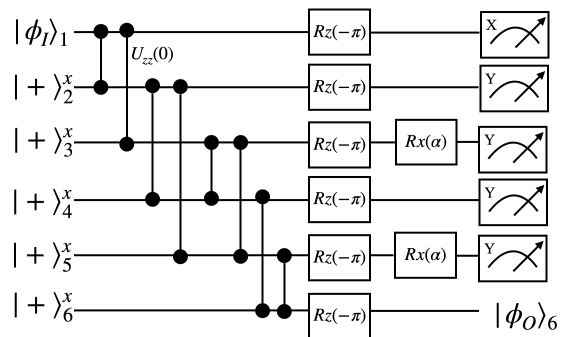 |ϕ_I⟩_1 Rz(−π) X
U_zz(0)
|+⟩_2^x Rz(−π) Y
|+⟩_3^x Rz(−π) Rx(α) Y
|+⟩_4^x Rz(−π) Y
|+⟩_5^x Rz(−π) Rx(α) Y
|+⟩_6^x Rz(−π) |ϕ_O⟩_6